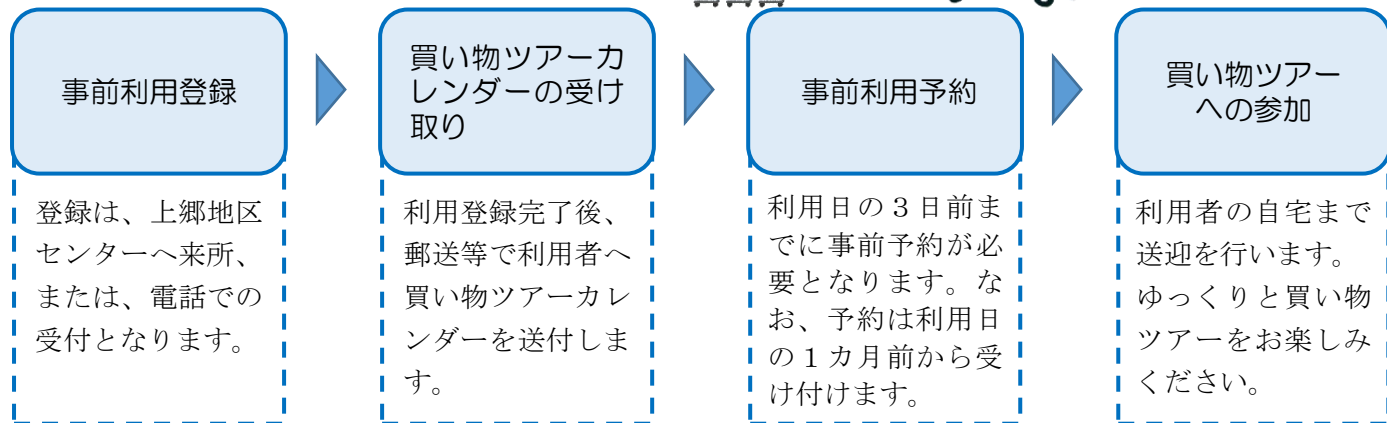 事前利用登録
買い物ツアーカ
レンダーの受け
取り
事前利用予約
買い物ツアー
への参加
登録は、上郷地区
センターへ来所、
または、電話での
受付となります。
利用登録完了後、
郵送等で利用者へ
買い物ツアーカレ
ンダーを送付しま
す。
利用日の３日前ま
でに事前予約が必
要となります。な
お、予約は利用日
の１カ月前から受
け付けます。
利用者の自宅まで
送迎を行います。
ゆっくりと買い物
ツアーをお楽しみ
ください。